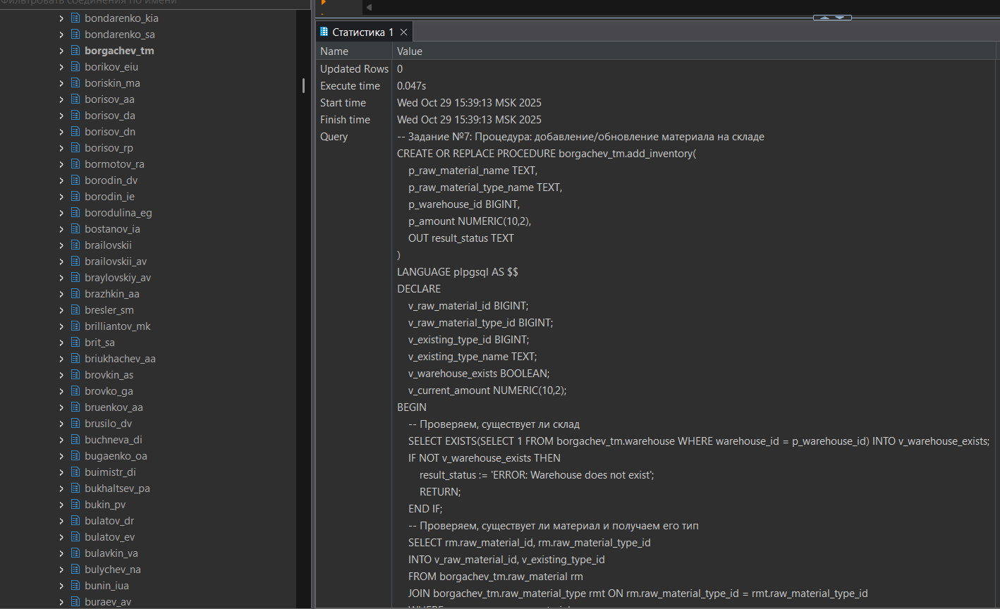 Фильтровать соединения по имени
bondarenko_kia
bondarenko_sa
borgachev_tm
borikov_eiu
boriskin_ma
borisov_aa
borisov_da
borisov_dn
borisov_rp
bormotov_ra
borodin_dv
borodin_ie
borodulina_eg
bostanov_ia
brailovskii
brailovskii_av
braylovskiy_av
brazhkin_aa
bresler_sm
brilliantov_mk
brit_sa
briukhachev_aa
brovkin_as
brovko_ga
bruenkov_aa
brusilo_dv
buchneva_di
bugaenko_oa
buimistr_di
bukhaltsev_pa
bukin_pv
bulatov_dr
bulatov_ev
bulavkin_va
bulychev_na
bunin_iua
buraev_av
Статистика 1
Name Value
Updated Rows 0
Execute time 0.047s
Start time Wed Oct 29 15:39:13 MSK 2025
Finish time Wed Oct 29 15:39:13 MSK 2025
Query -- Задание №7: Процедура: добавление/обновление материала на складе
CREATE OR REPLACE PROCEDURE borgachev_tm.add_inventory(
p_raw_material_name TEXT,
p_raw_material_type_name TEXT,
p_warehouse_id BIGINT,
p_amount NUMERIC(10,2),
OUT result_status TEXT
)
LANGUAGE plpgsql AS $$
DECLARE
v_raw_material_id BIGINT;
v_raw_material_type_id BIGINT;
v_existing_type_id BIGINT;
v_existing_type_name TEXT;
v_warehouse_exists BOOLEAN;
v_current_amount NUMERIC(10,2);
BEGIN
-- Проверяем, существует ли склад
SELECT EXISTS(SELECT 1 FROM borgachev_tm.warehouse WHERE warehouse_id = p_warehouse_id) INTO v_warehouse_exists;
IF NOT v_warehouse_exists THEN
result_status := 'ERROR: Warehouse does not exist';
RETURN;
END IF;
-- Проверяем, существует ли материал и получаем его тип
SELECT rm.raw_material_id, rm.raw_material_type_id
INTO v_raw_material_id, v_existing_type_id
FROM borgachev_tm.raw_material rm
JOIN borgachev_tm.raw_material_type rmt ON rm.raw_material_type_id = rmt.raw_material_type_id